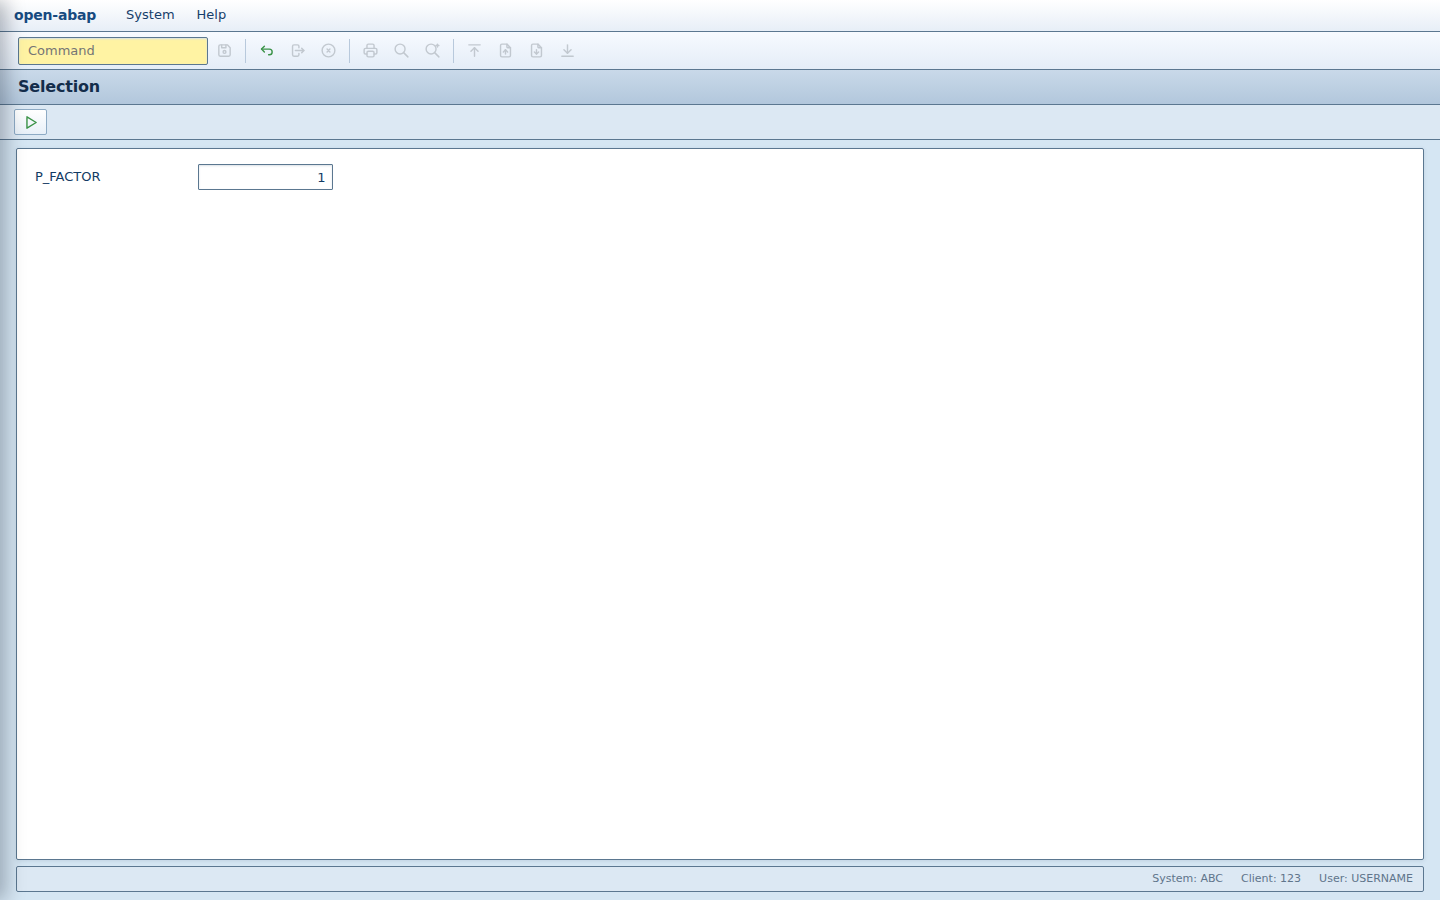 open-abap System Help
Command
Selection
P_FACTOR 1
System: ABC Client: 123 User: USERNAME